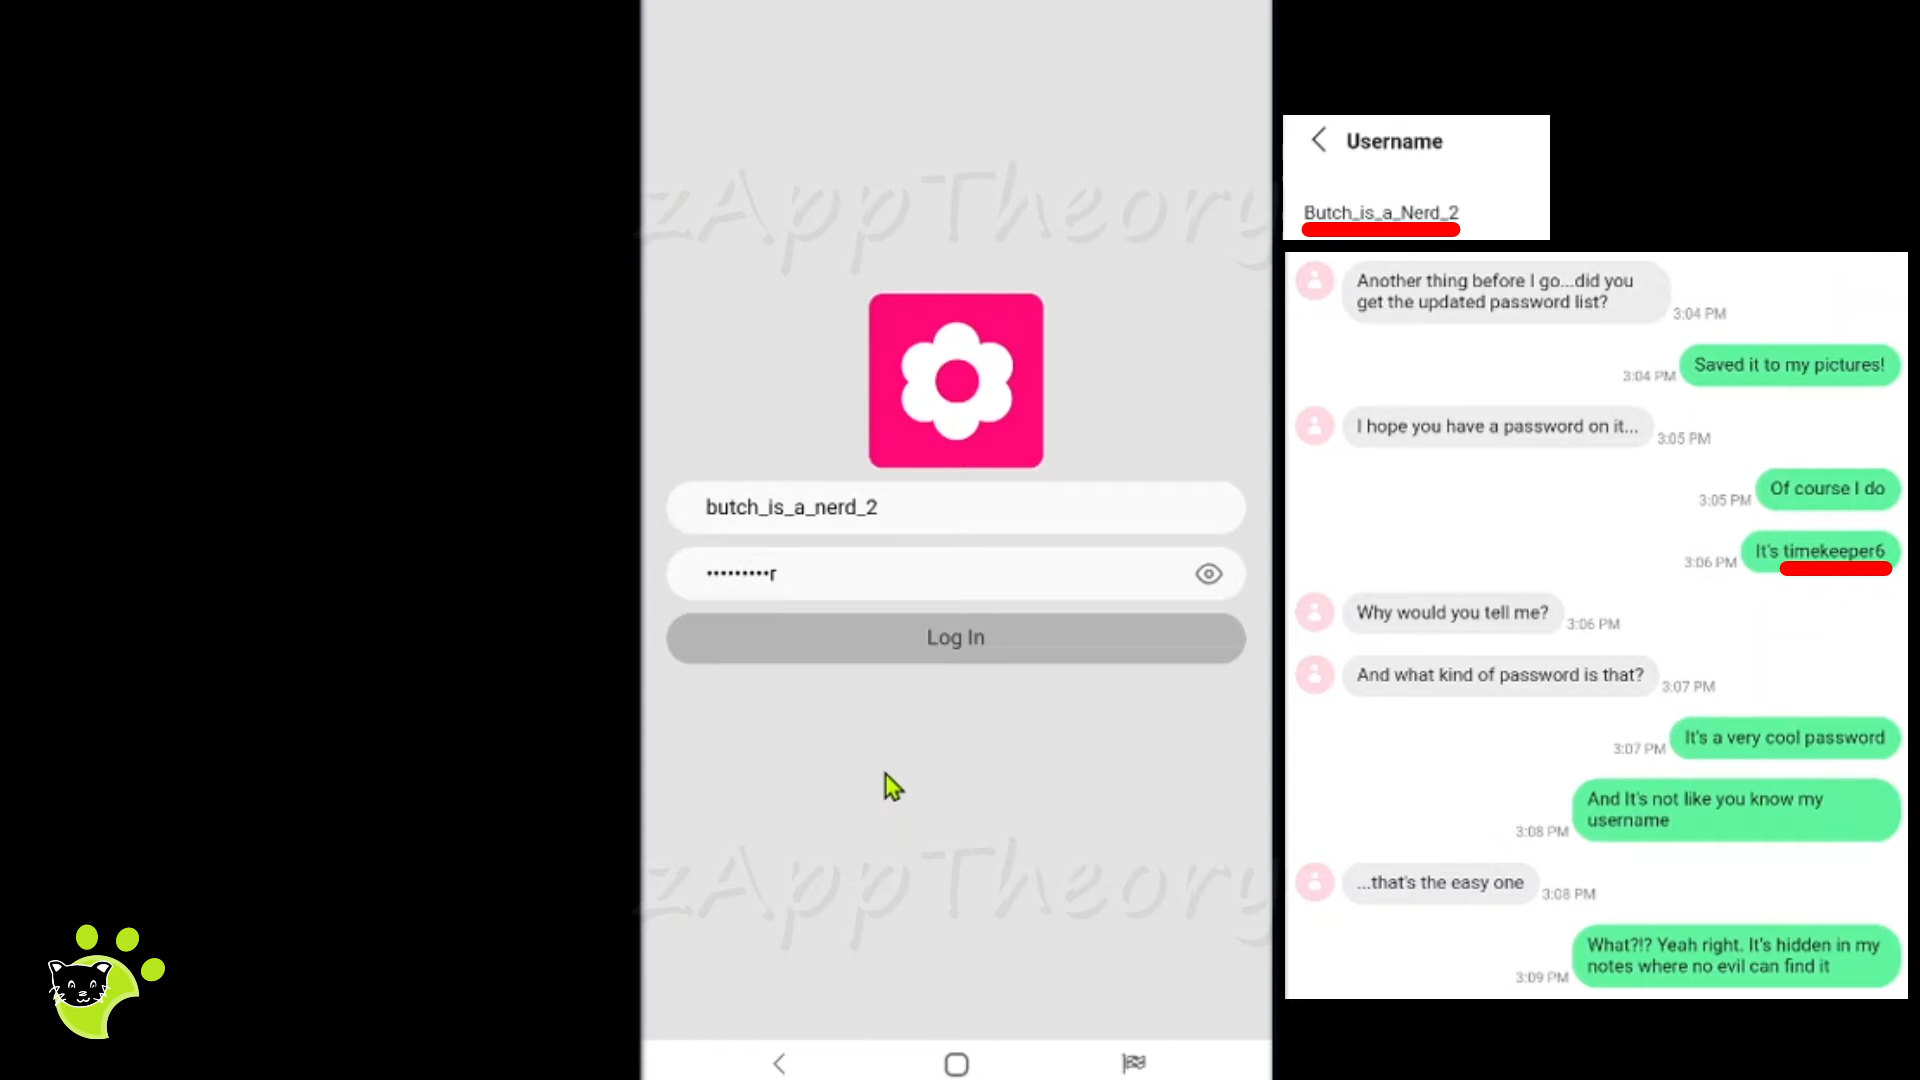 zAppTheory
butch_is_a_nerd_2
•••••••••r
Log In
zAppTheory
Username
Butch_is_a_Nerd_2
Another thing before I go...did you
get the updated password list?
3:04 PM
Saved it to my pictures!
3:04 PM
I hope you have a password on it...
3:05 PM
Of course I do
3:05 PM
It's timekeeper6
3:06 PM
Why would you tell me?
3:06 PM
And what kind of password is that?
3:07 PM
It's a very cool password
3:07 PM
And It's not like you know my
username
3:08 PM
...that's the easy one
3:08 PM
What?!? Yeah right. It's hidden in my
notes where no evil can find it
3:09 PM